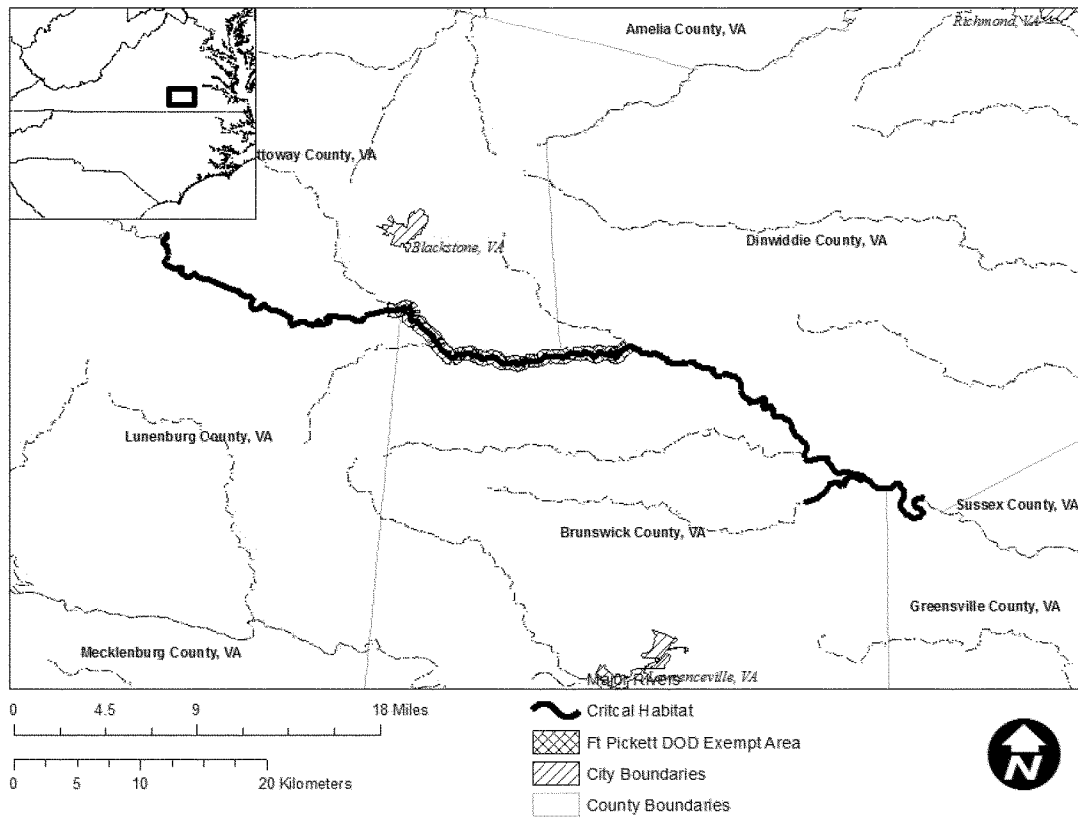 Richmond, VA
Amelia County, VA
ttoway County, VA
Blackstone, VA
Dinwiddie County, VA
Lunenburg County, VA
Sussex County, VA
Brunswick County, VA
Greensville County, VA
Mecklenburg County, VA
Major Rivers
Lawrenceville, VA
0 4.5 9 18 Miles
0 5 10 20 Kilometers
Critcal Habitat
Ft Pickett DOD Exempt Area
City Boundaries
County Boundaries
N